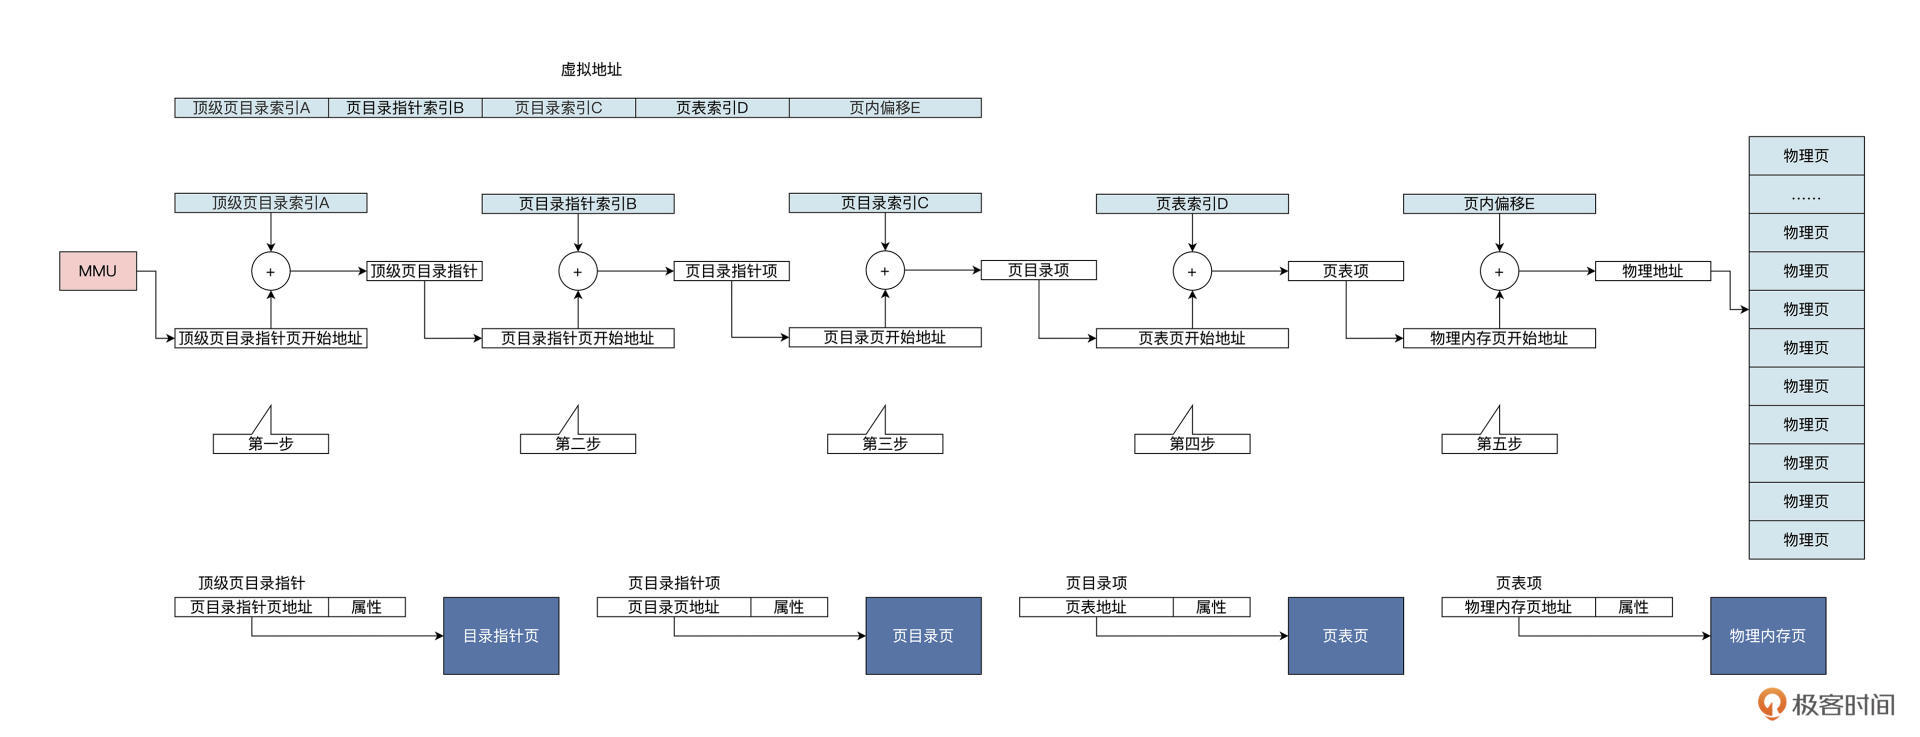 虚拟地址
顶级页目录索引A 页目录指针索引B 页目录索引C 页表索引D 页内偏移E
顶级页目录索引A 页目录指针索引B 页目录索引C 页表索引D 页内偏移E
MMU + 顶级页目录指针 + 页目录指针项 + 页目录项 + 页表项 + 物理地址
顶级页目录指针页开始地址 页目录指针页开始地址 页目录页开始地址 页表页开始地址 物理内存页开始地址
第一步 第二步 第三步 第四步 第五步
物理页
......
物理页
物理页
物理页
物理页
物理页
物理页
物理页
物理页
物理页
顶级页目录指针
页目录指针页地址 属性
目录指针页
页目录指针项
页目录页地址 属性
页目录页
页目录项
页表地址 属性
页表页
页表项
物理内存页地址 属性
物理内存页
极客时间